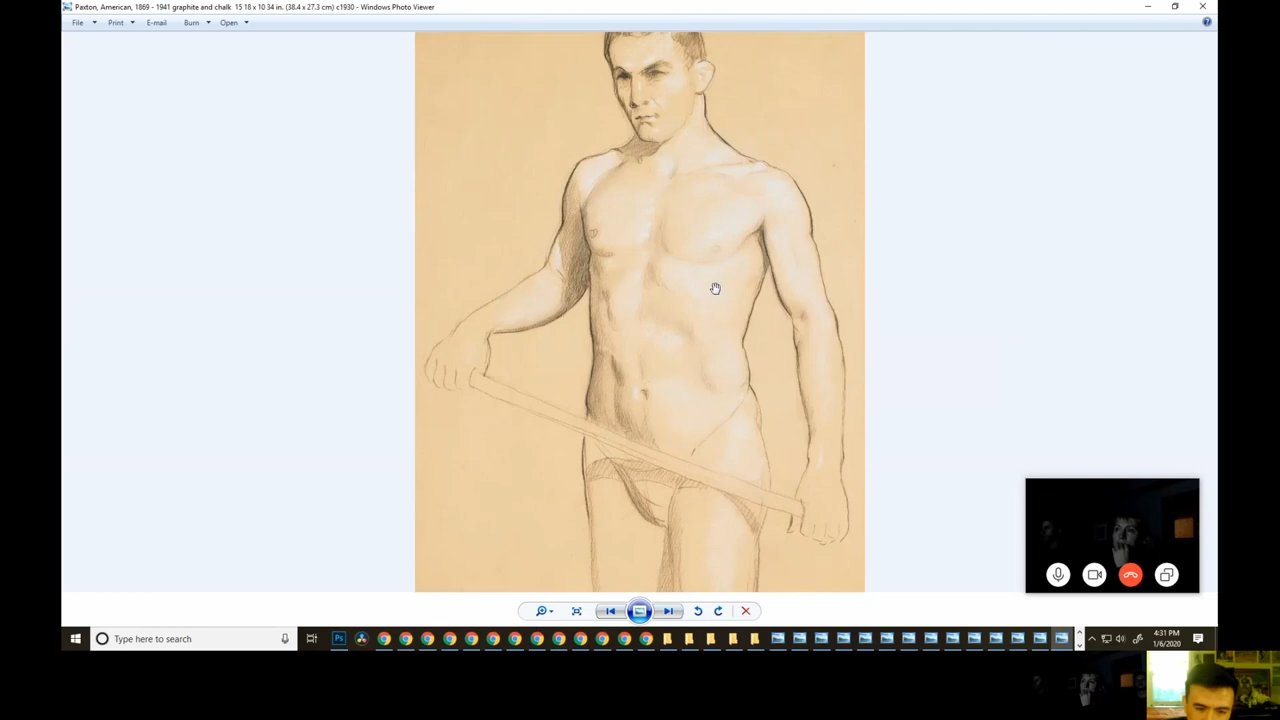 Paxton, American, 1869 - 1941 graphite and chalk 15 18 x 10 34 in. (38.4 x 27.3 cm) c1930 - Windows Photo Viewer
File Print E-mail Burn Open
Ps
Type here to search
4:31 PM
1/6/2020